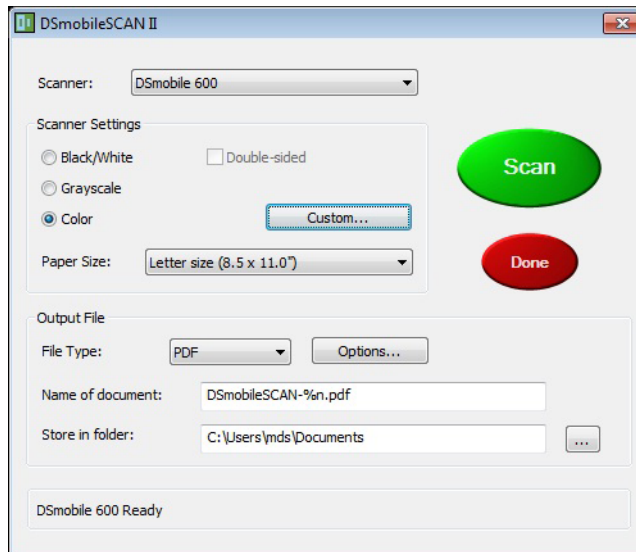 DSmobileSCAN II
Scanner: DSmobile 600
Scanner Settings
Black/White Double-sided
Scan
Grayscale
Color Custom...
Paper Size: Letter size (8.5 x 11.0")
Done
Output File
File Type: PDF Options...
Name of document: DSmobileSCAN-%n.pdf
Store in folder: C:\Users\mds\Documents ...
DSmobile 600 Ready